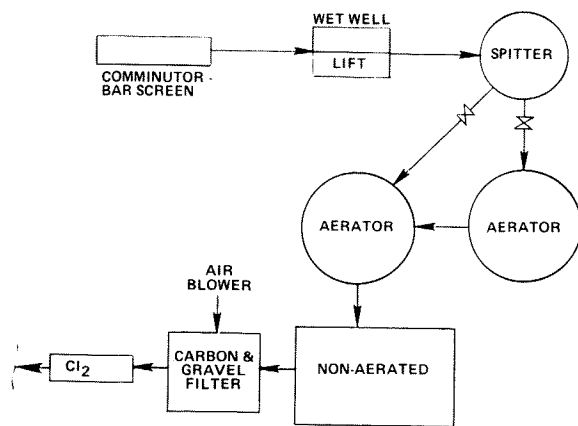 WET WELL
LIFT
SPITTER
COMMINUTOR -
BAR SCREEN
AERATOR
AERATOR
AIR
BLOWER
CARBON &
GRAVEL
FILTER
NON-AERATED
Cl2